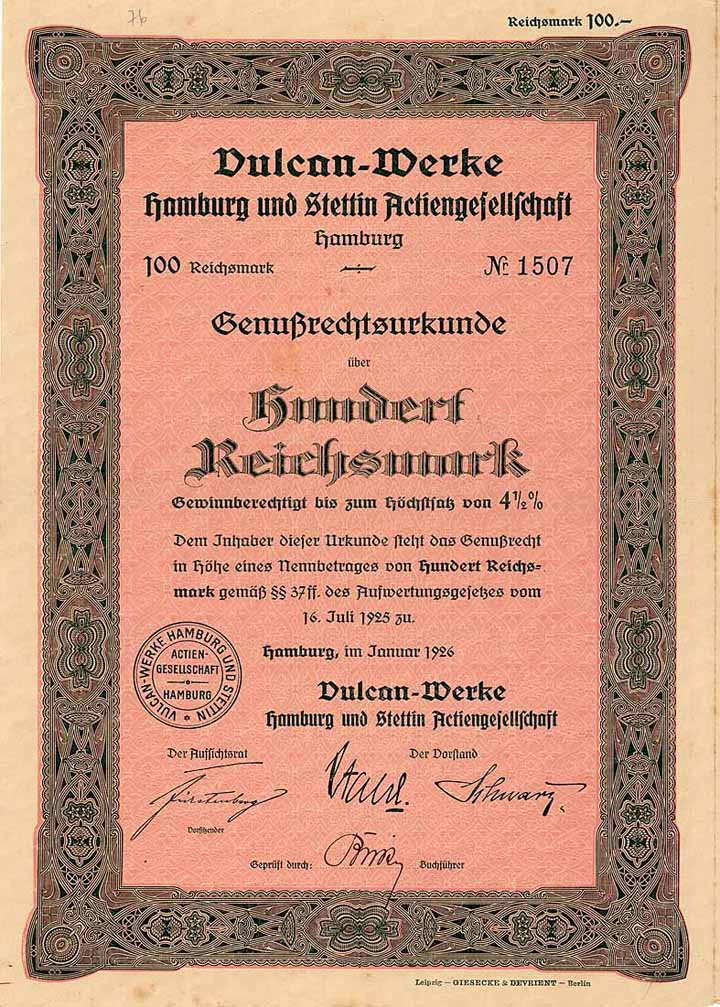 76
Reichsmark 100.—
Vulcan-Werke
Hamburg und Stettin Actiengesellschaft
Hamburg
100 Reichsmark
№ 1507
Genußrechtsurkunde
über
Hundert
Reichsmark
Gewinnberechtigt bis zum Höchstsatz von 4½%
Dem Inhaber dieser Urkunde steht das Genußrecht
in Höhe eines Nennbetrages von Hundert Reichs-
mark gemäß §§ 37ff. des Aufwertungsgesetzes vom
16. Juli 1925 zu.
Hamburg, im Januar 1926
VULCAN-WERKE HAMBURG UND STETTIN
ACTIEN-
GESELLSCHAFT
HAMBURG
Vulcan-Werke
Hamburg und Stettin Actiengesellschaft
Der Aufsichtsrat
Der Vorstand
Fürstenberg
Stahl.
Schwarz.
Vorsitzender
Geprüft durch:
Buchführer
Leipzig — GIESECKE & DEVRIENT — Berlin